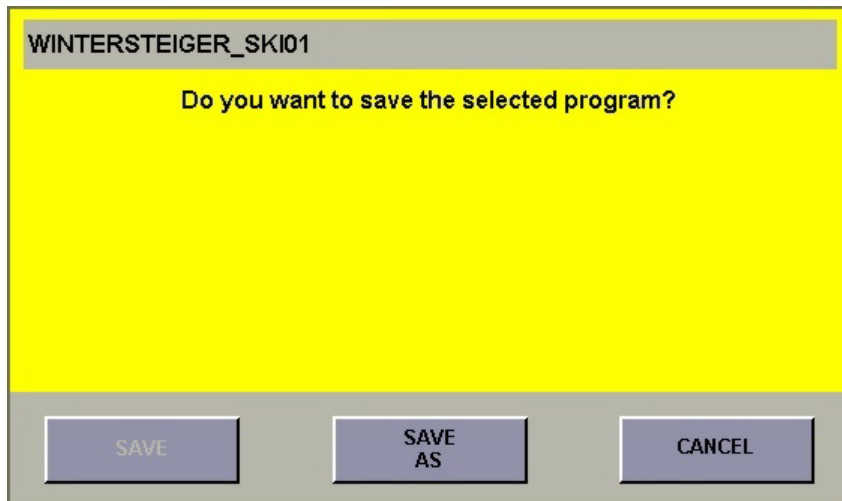 WINTERSTEIGER_SKI01
Do you want to save the selected program?
SAVE
SAVE
AS
CANCEL